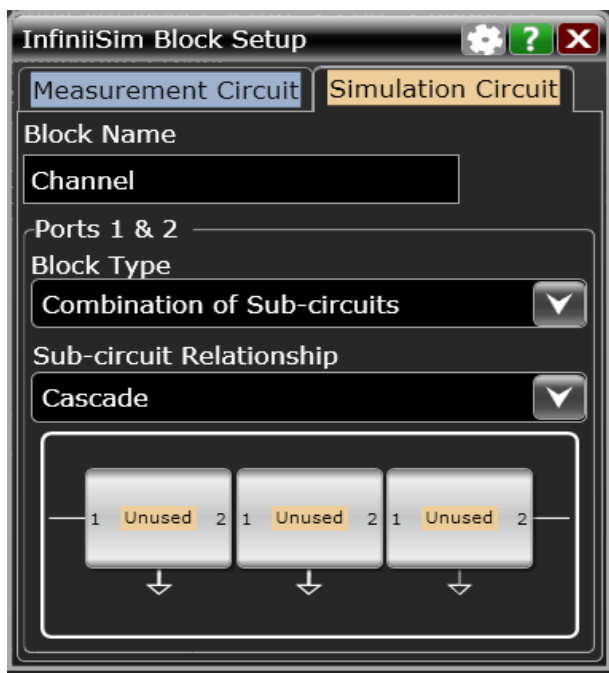 InfiniiSim Block Setup ?
Measurement Circuit Simulation Circuit
Block Name
Channel
Ports 1 & 2
Block Type
Combination of Sub-circuits
Sub-circuit Relationship
Cascade
1 Unused 2 1 Unused 2 1 Unused 2